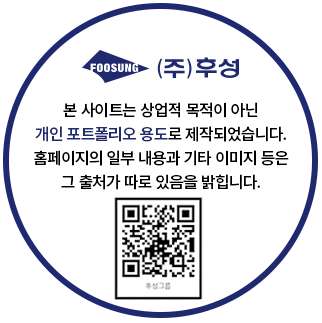 FOOSUNG (주)후성
본 사이트는 상업적 목적이 아닌
개인 포트폴리오 용도로 제작되었습니다.
홈페이지의 일부 내용과 기타 이미지 등은
그 출처가 따로 있음을 밝힙니다.
후성그룹